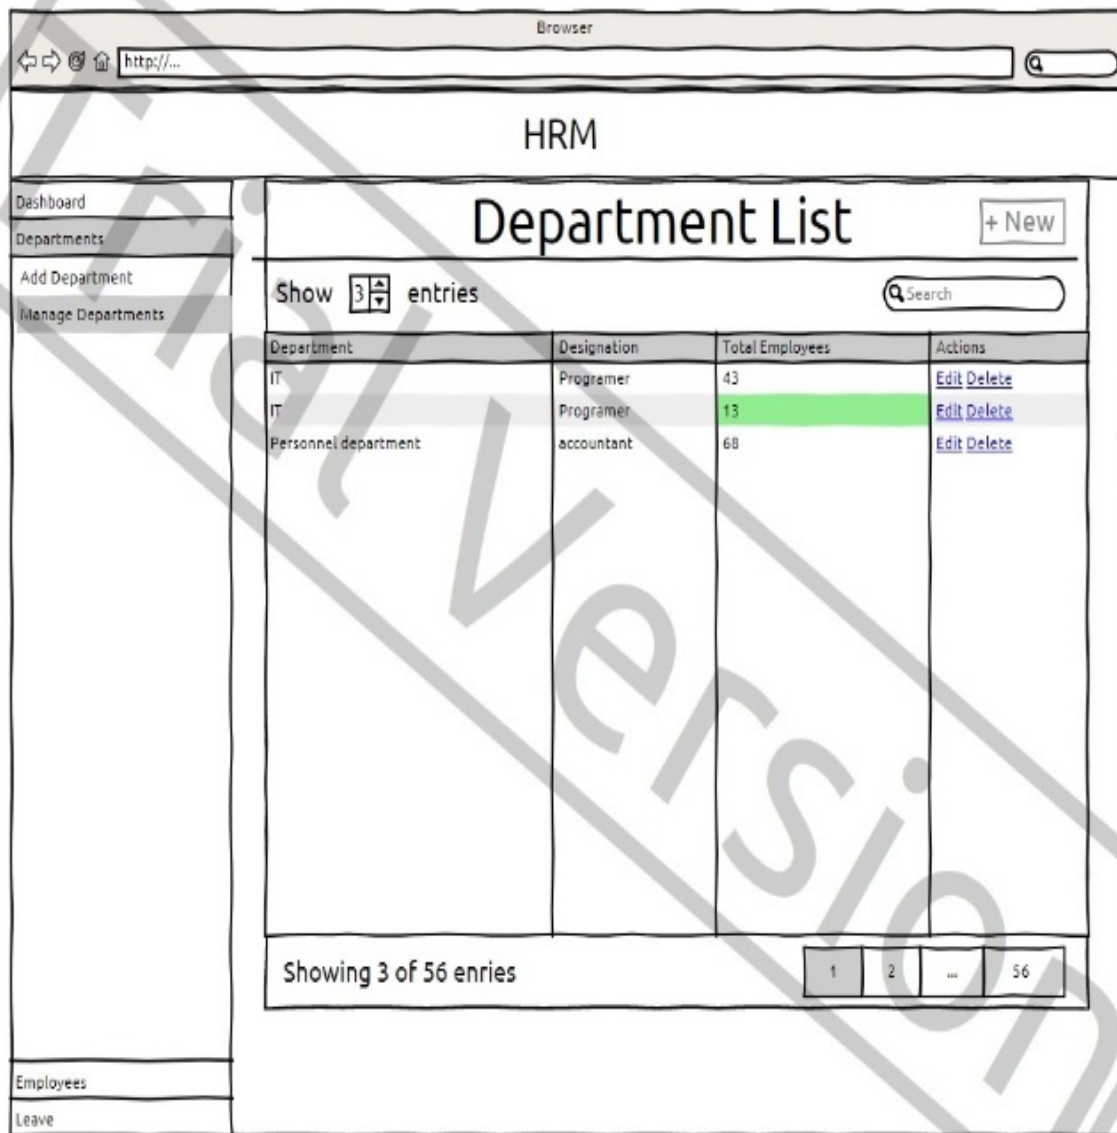 Browser
http://...
HRM
Dashboard
Departments
Add Department
Manage Departments
Employees
Leave
Department List
+ New
Show 3 entries
Search
Department Designation Total Employees Actions
IT Programer 43 Edit Delete
IT Programer 13 Edit Delete
Personnel department accountant 68 Edit Delete
Showing 3 of 56 enries
1 2 ... 56
Trial Version